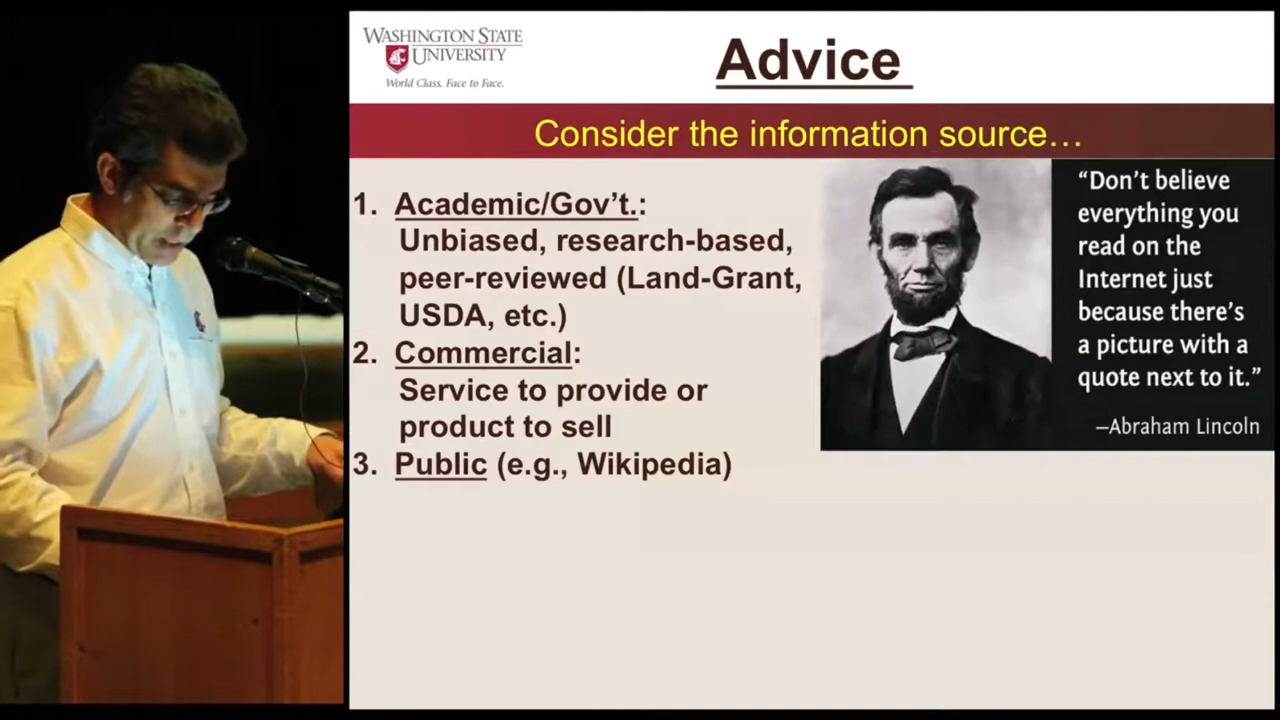 WASHINGTON STATE
UNIVERSITY
World Class. Face to Face.
Advice
Consider the information source…
1. Academic/Gov’t.:
Unbiased, research-based,
peer-reviewed (Land-Grant,
USDA, etc.)
2. Commercial:
Service to provide or
product to sell
3. Public (e.g., Wikipedia)
“Don’t believe
everything you
read on the
Internet just
because there’s
a picture with a
quote next to it.”
—Abraham Lincoln